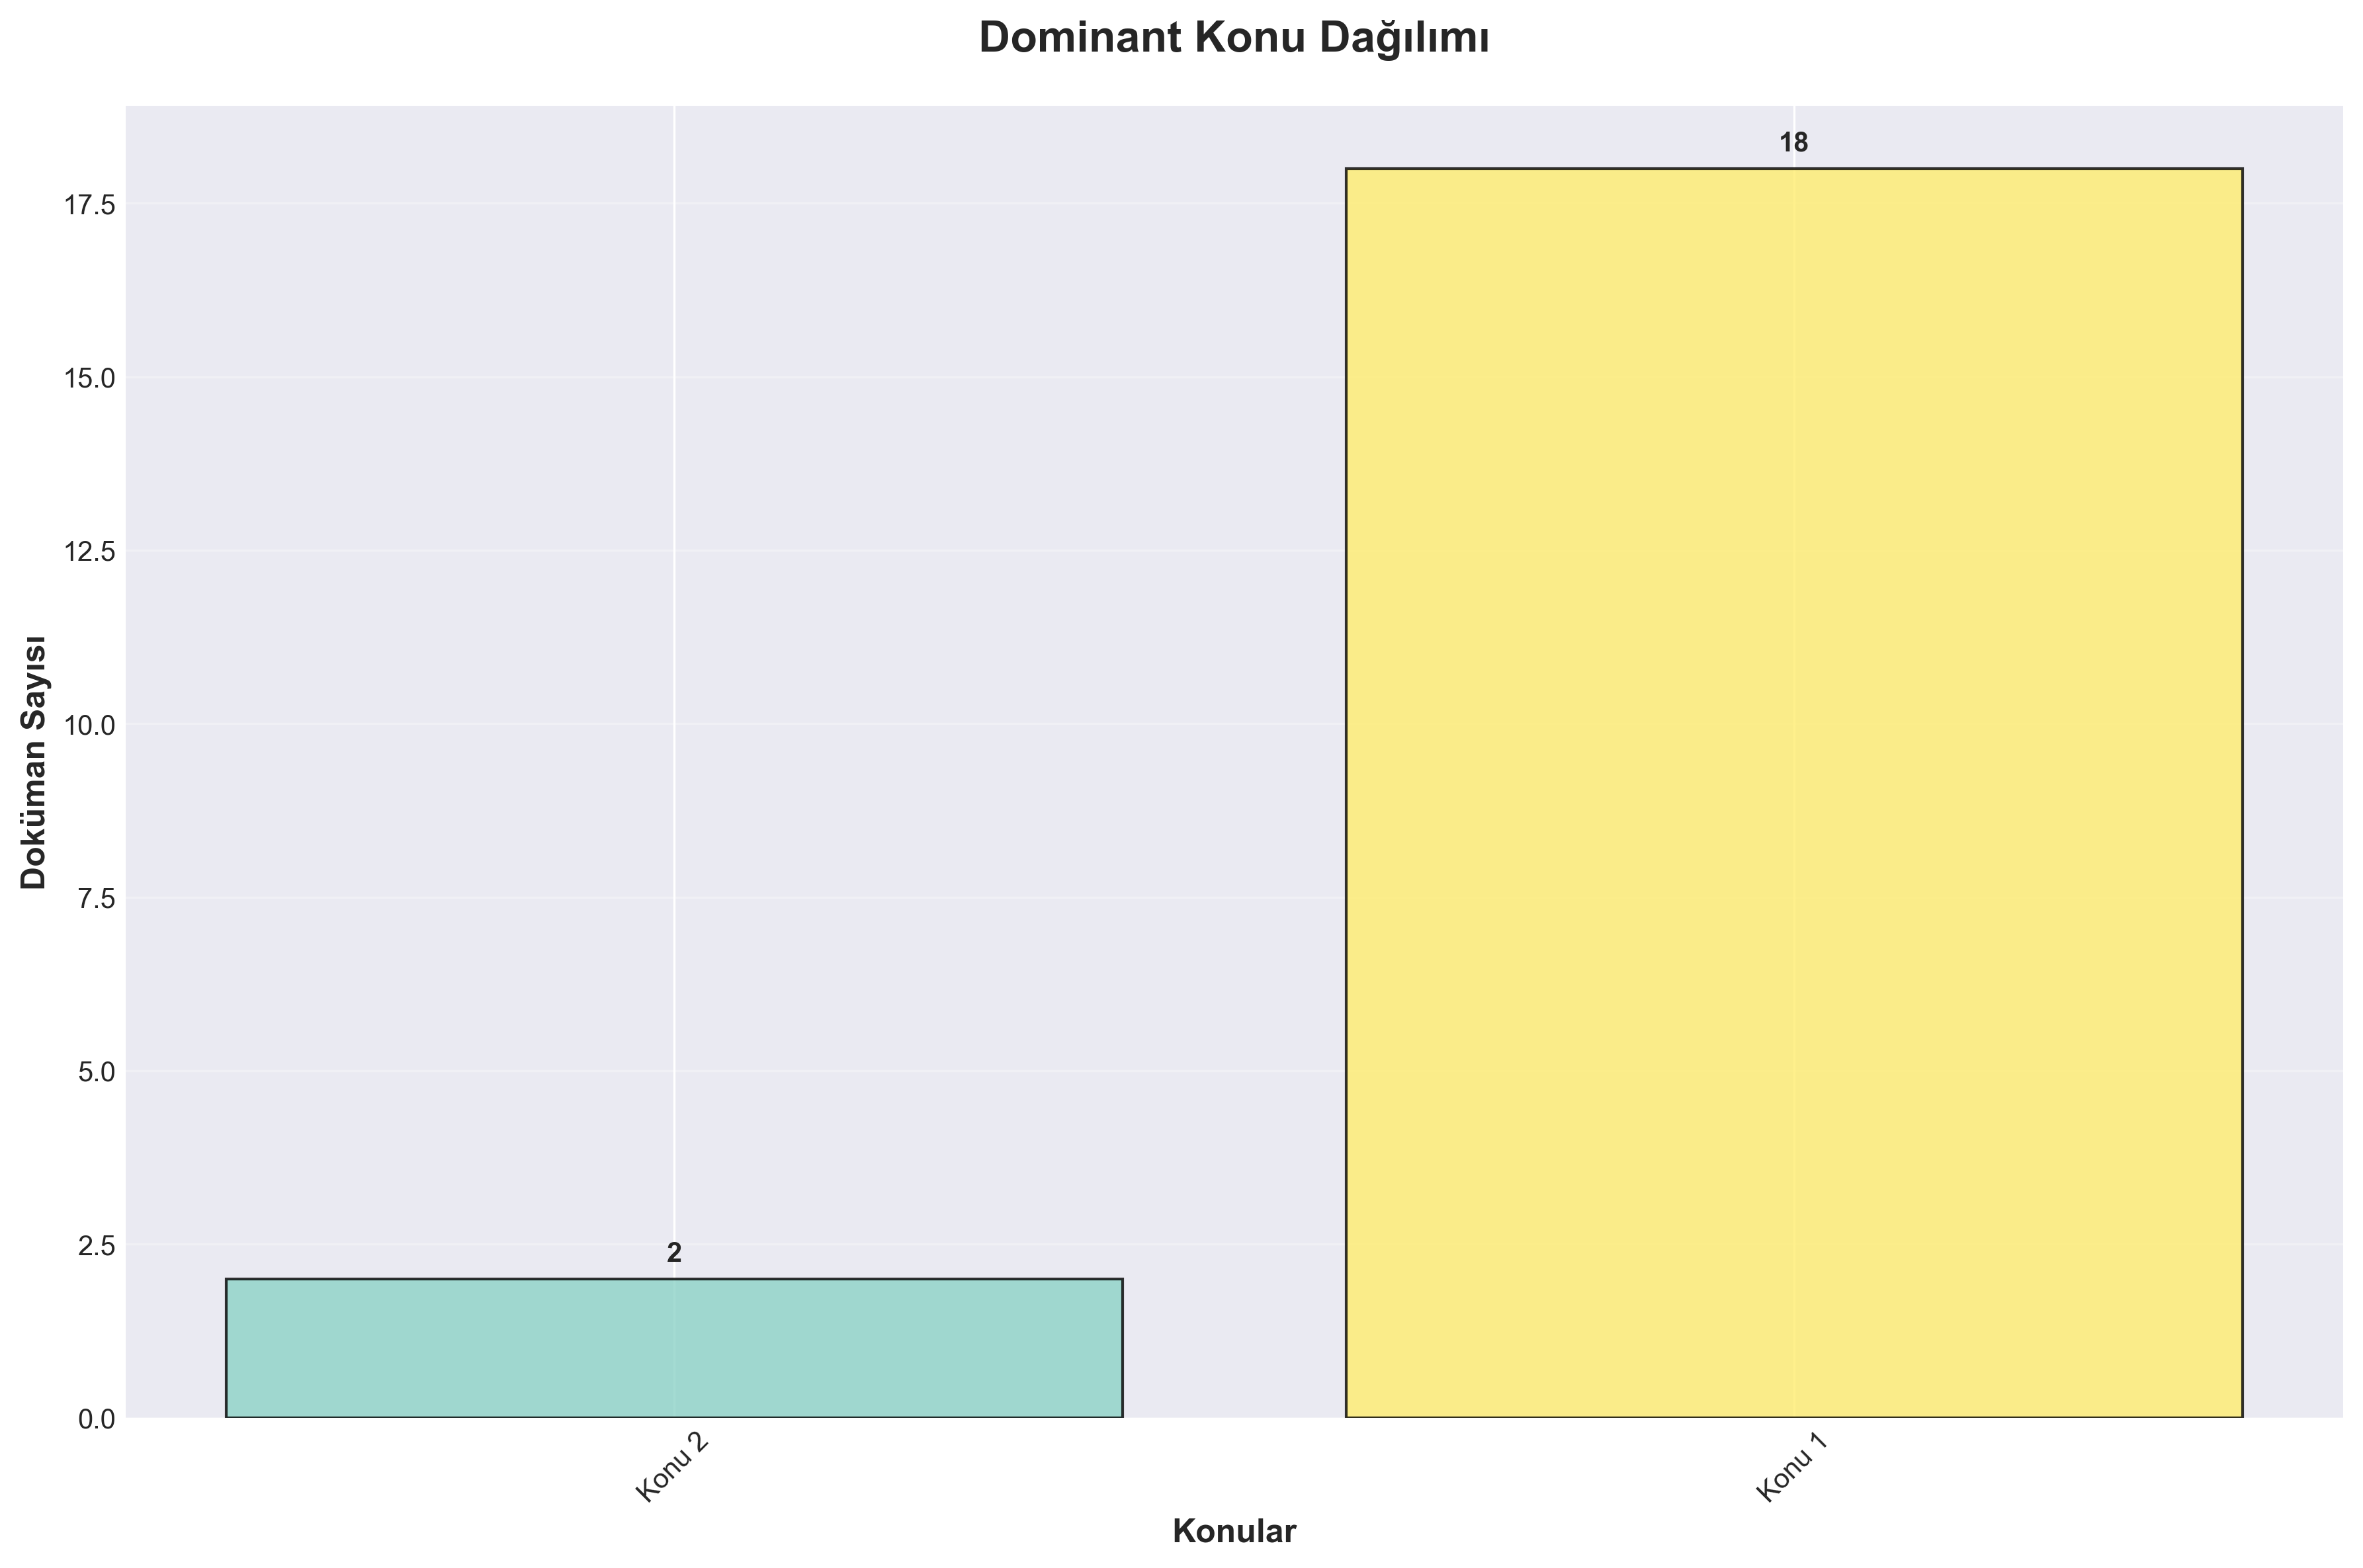 Dominant Konu Dağılımı
18
17.5
15.0
12.5
10.0
7.5
5.0
2.5
0.0
2
Doküman Sayısı
Konu 2
Konu 1
Konular